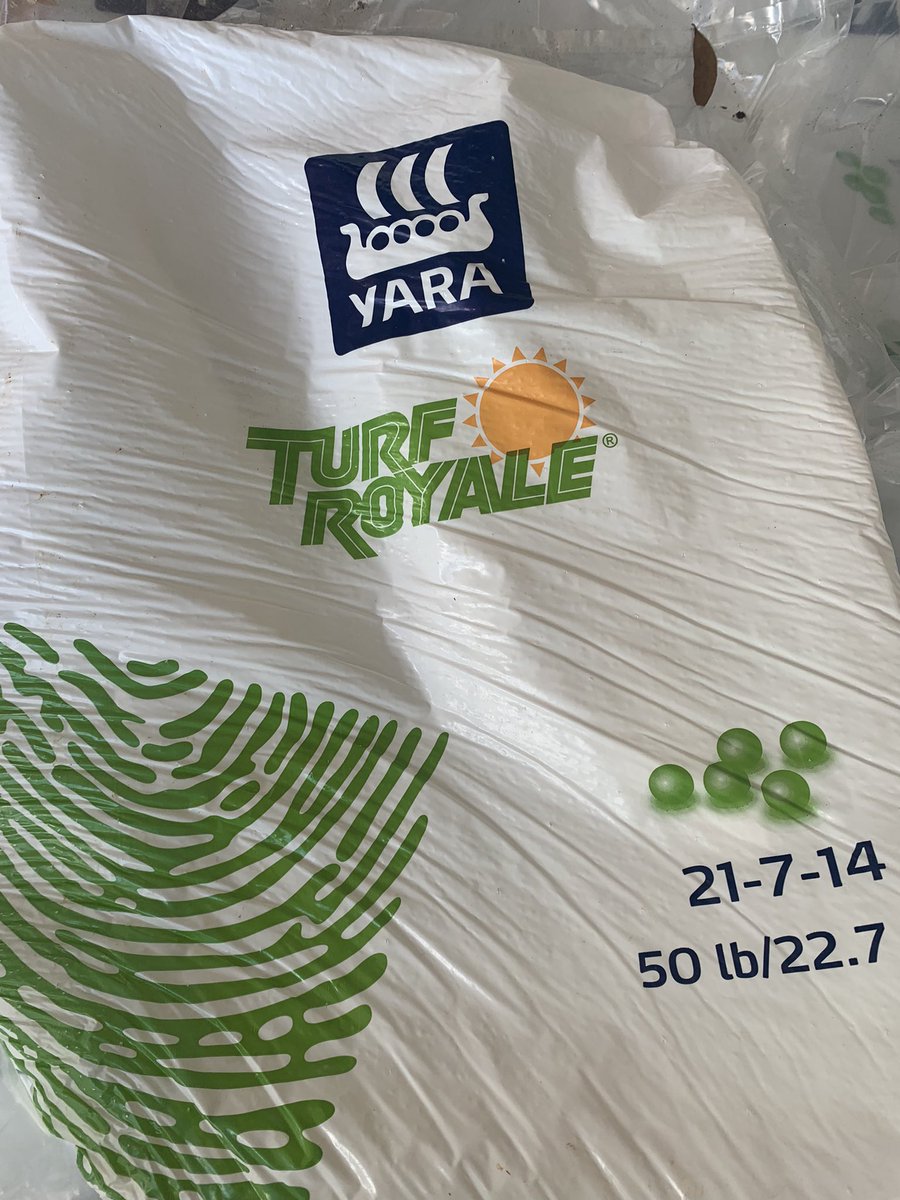 YARA
TURF
ROYALE®
21-7-14
50 lb/22.7